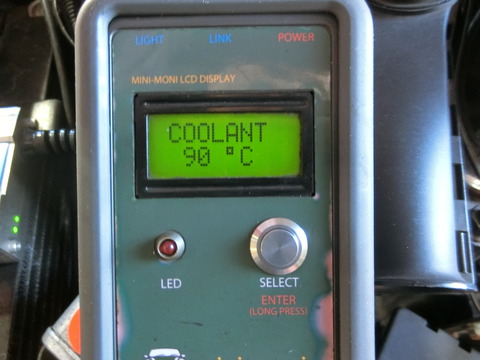 LIGHT LINK POWER
MINI-MONI LCD DISPLAY
COOLANT
90 °C
LED
SELECT
ENTER
(LONG PRESS)